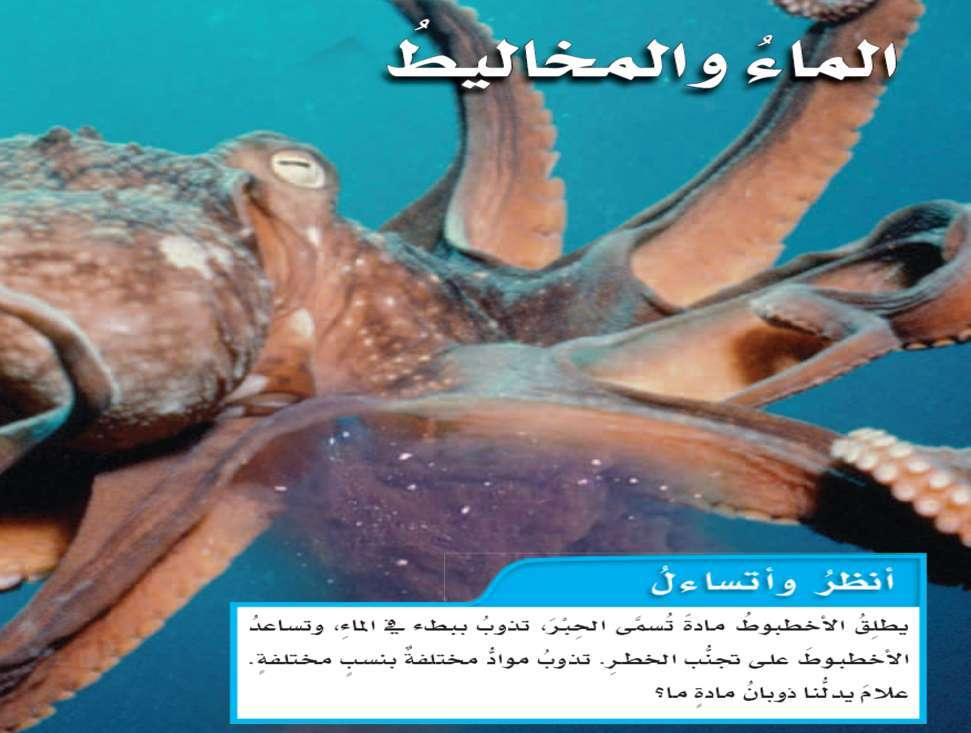 الماءُ والمخاليطُ
أنظرُ وأتساءلُ
يطلِقُ الأخطبوطُ مادةً تُسمَّى الحِبْرَ، تذوبُ ببطء في الماءِ، وتساعدُ
الأخطبوطَ على تجنُّب الخطرِ. تذوبُ موادُّ مختلفةٌ بنسبٍ مختلفةٍ.
علامَ يدلُّنا ذوبانُ مادةٍ ما؟